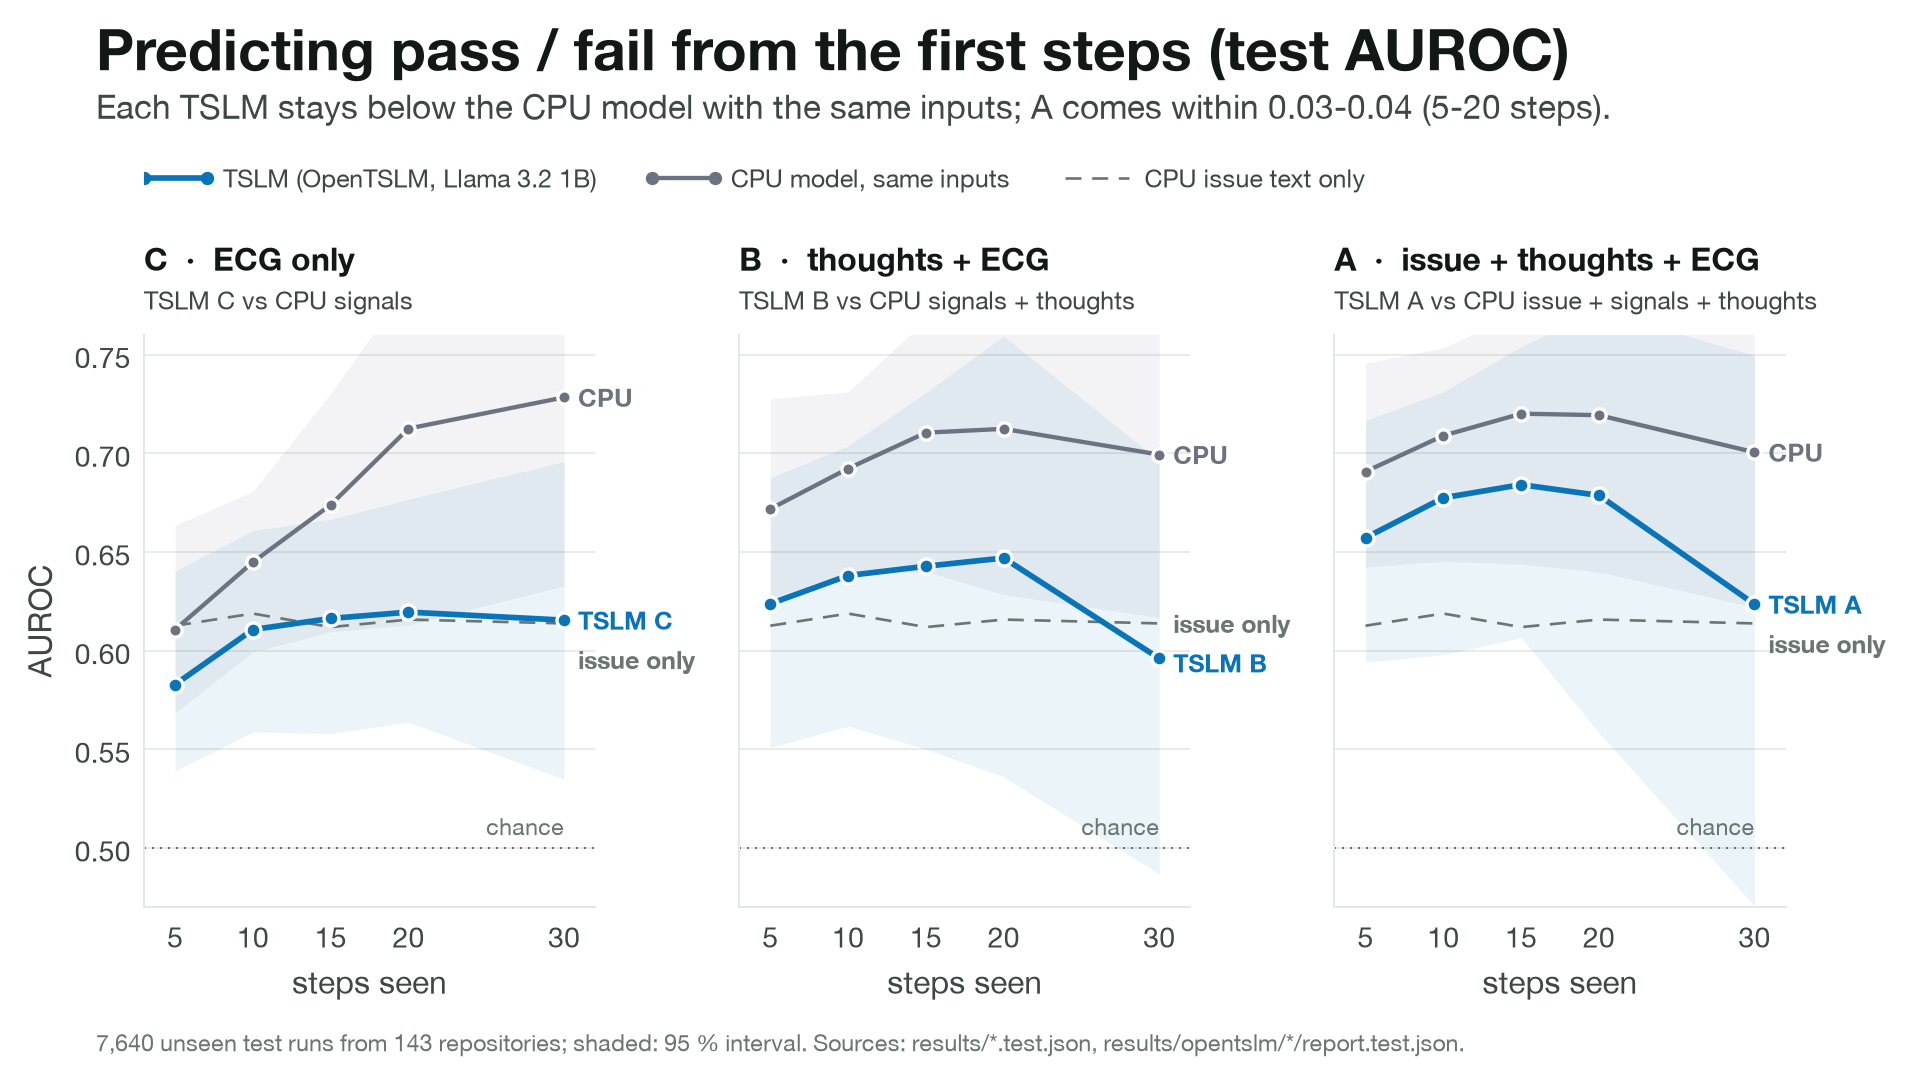 Predicting pass / fail from the first steps (test AUROC)
Each TSLM stays below the CPU model with the same inputs; A comes within 0.03-0.04 (5-20 steps).
TSLM (OpenTSLM, Llama 3.2 1B)
CPU model, same inputs
CPU issue text only
C · ECG only
TSLM C vs CPU signals
AUROC
0.75
0.70
0.65
0.60
0.55
0.50
CPU
TSLM C
issue only
chance
5 10 15 20 30
steps seen
B · thoughts + ECG
TSLM B vs CPU signals + thoughts
CPU
issue only
TSLM B
chance
5 10 15 20 30
steps seen
A · issue + thoughts + ECG
TSLM A vs CPU issue + signals + thoughts
CPU
TSLM A
issue only
chance
5 10 15 20 30
steps seen
7,640 unseen test runs from 143 repositories; shaded: 95 % interval. Sources: results/*.test.json, results/opentslm/*/report.test.json.